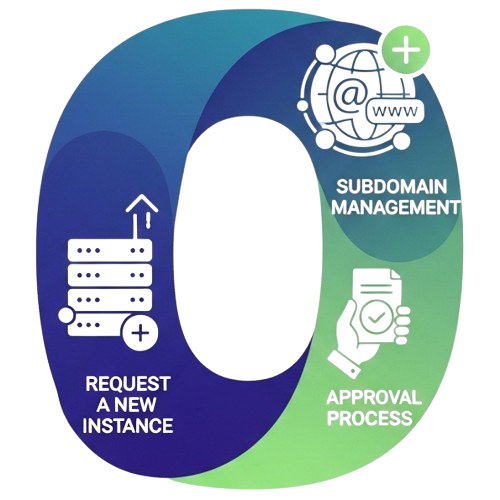 @
www
SUBDOMAIN
MANAGEMENT
REQUEST
A NEW
INSTANCE
APPROVAL
PROCESS